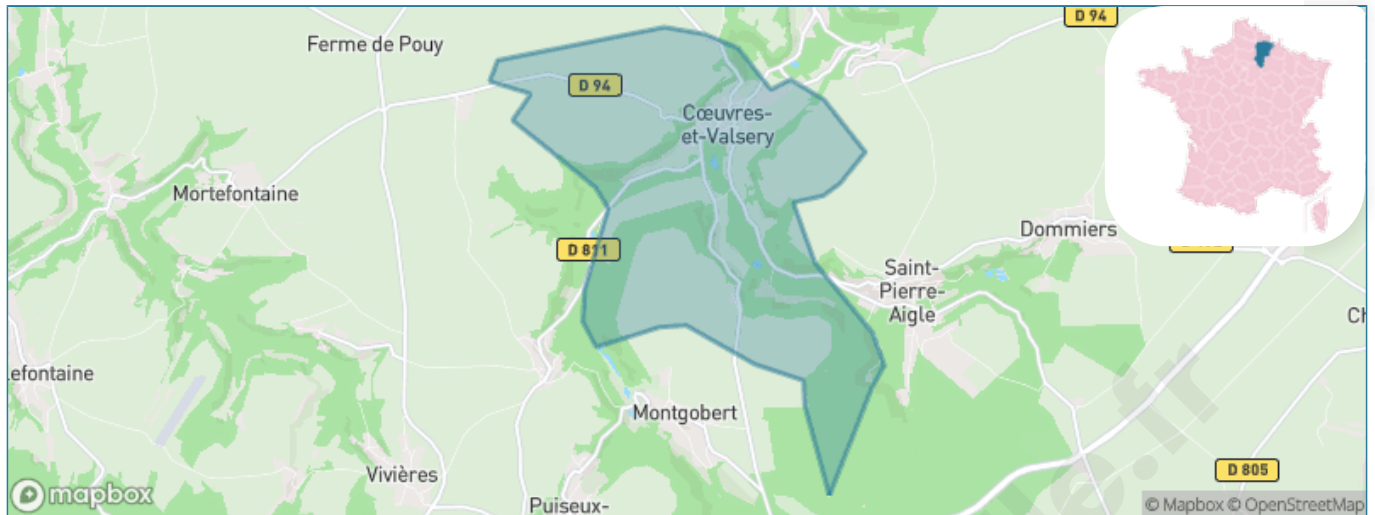 D 94
Ferme de Pouy
D 94
Cœuvres-
et-Valsery
Mortefontaine
Dommiers
D 811
Saint-
Pierre-
Aigle
Ch
efontaine
Montgobert
Vivières
D 805
mapbox
Puiseux-
© Mapbox © OpenStreetMap